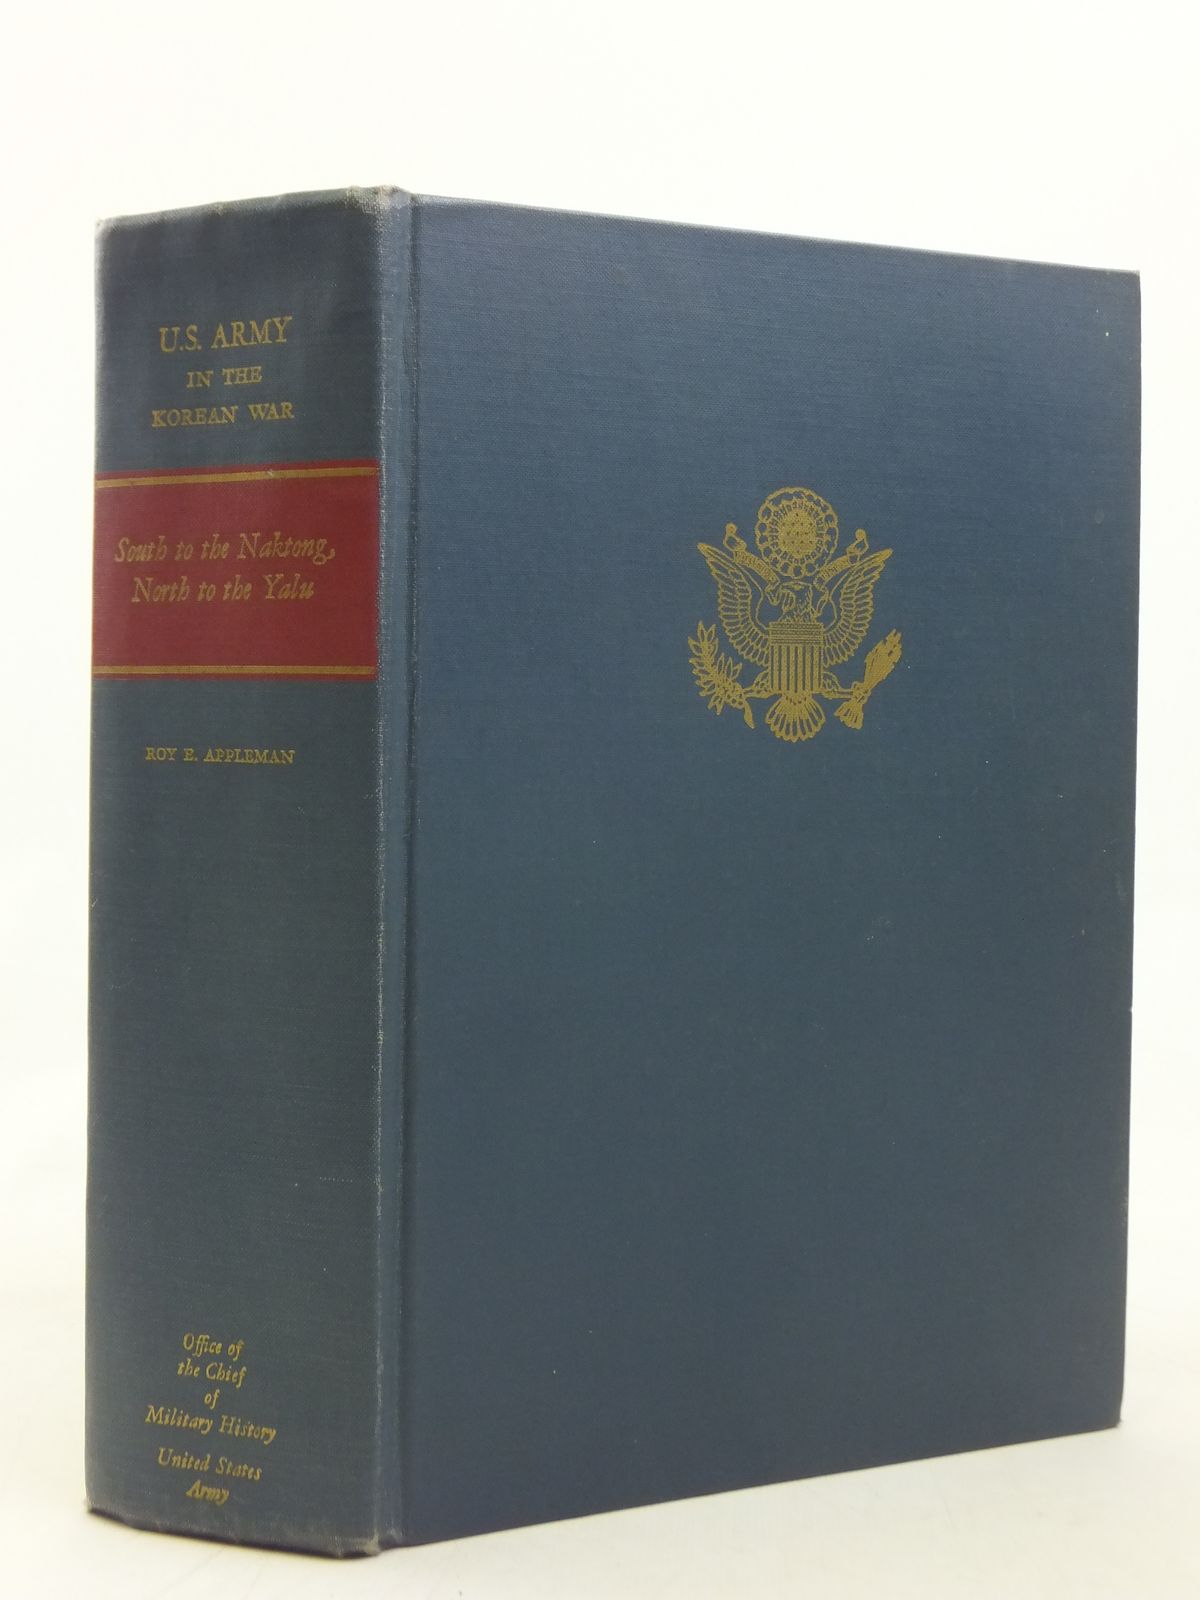 U.S. ARMY
IN THE
KOREAN WAR
South to the Naktong,
North to the Yalu
ROY E. APPLEMAN
Office of
the Chief
of
Military History
United States
Army